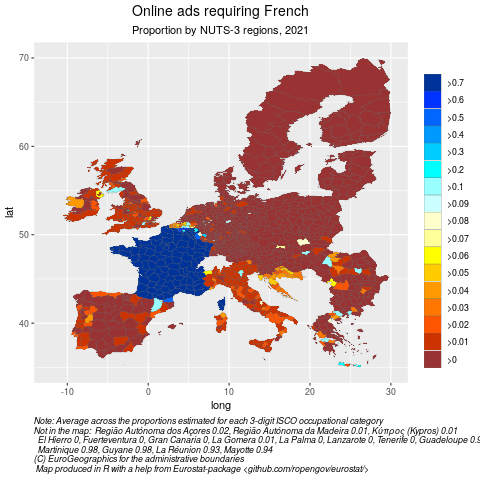 Online ads requiring French
Proportion by NUTS-3 regions, 2021
70
60
50
40
lat
-10
0
10
20
30
long
>0.7
>0.6
>0.5
>0.4
>0.3
>0.2
>0.1
>0.09
>0.08
>0.07
>0.06
>0.05
>0.04
>0.03
>0.02
>0.01
>0
Note: Average across the proportions estimated for each 3-digit ISCO occupational category
Not in the map: Região Autónoma dos Açores 0.02, Região Autónoma da Madeira 0.01, Κύπρος (Kypros) 0.01
El Hierro 0, Fuerteventura 0, Gran Canaria 0, La Gomera 0.01, La Palma 0, Lanzarote 0, Tenerife 0, Guadeloupe 0.9
Martinique 0.98, Guyane 0.98, La Réunion 0.93, Mayotte 0.94
(C) EuroGeographics for the administrative boundaries
Map produced in R with a help from Eurostat-package <github.com/ropengov/eurostat/>